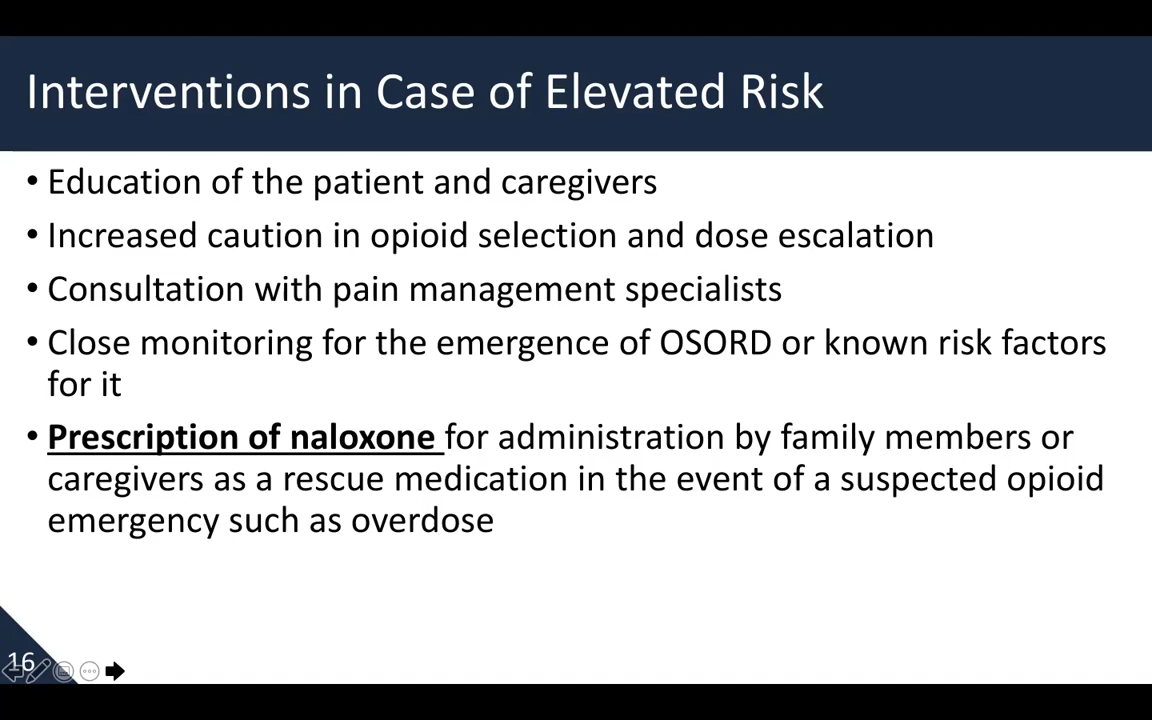 Interventions in Case of Elevated Risk
• Education of the patient and caregivers
• Increased caution in opioid selection and dose escalation
• Consultation with pain management specialists
• Close monitoring for the emergence of OSORD or known risk factors
for it
• Prescription of naloxone for administration by family members or
caregivers as a rescue medication in the event of a suspected opioid
emergency such as overdose
16